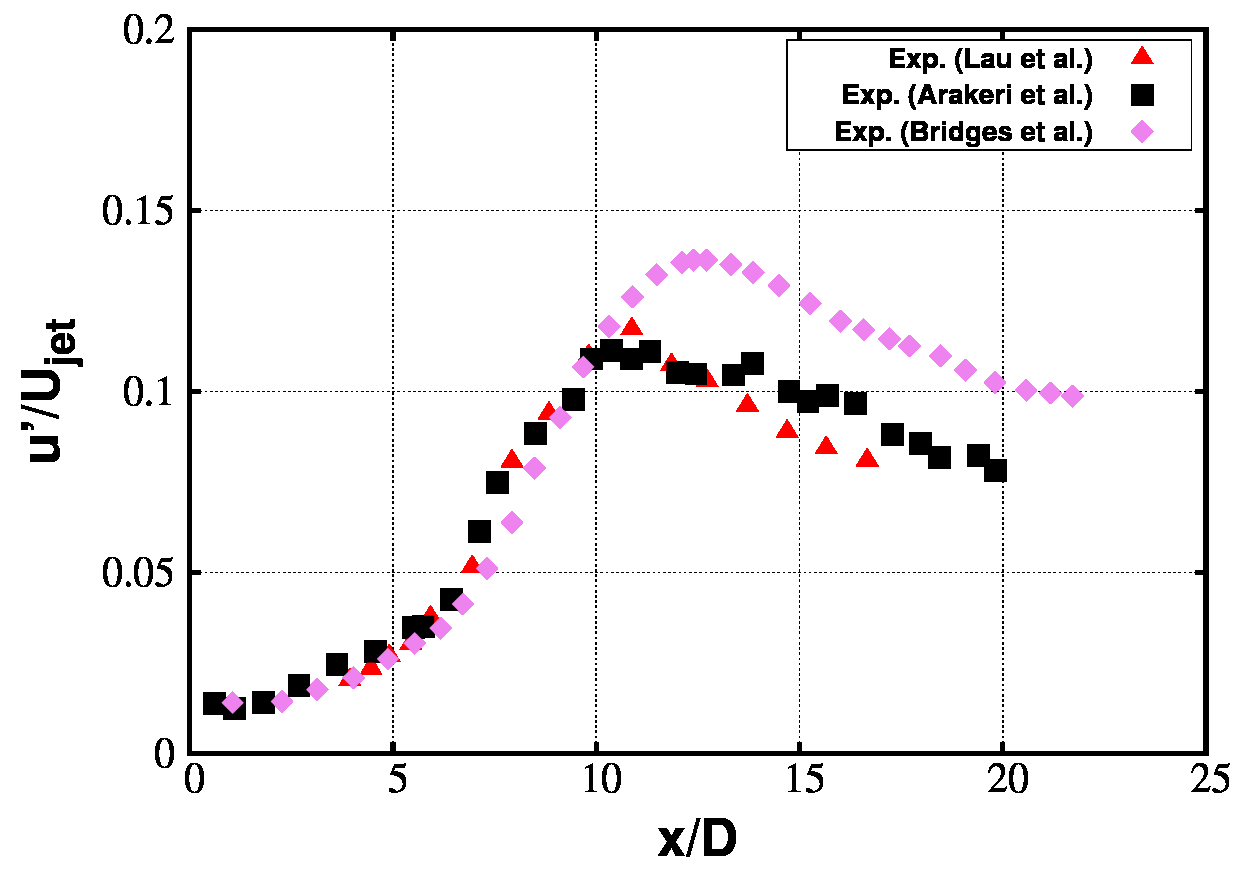 0.2
0.15
0.1
0.05
0
0
5
10
15
20
25
u’/Ujet
x/D
Exp. (Lau et al.)
Exp. (Arakeri et al.)
Exp. (Bridges et al.)